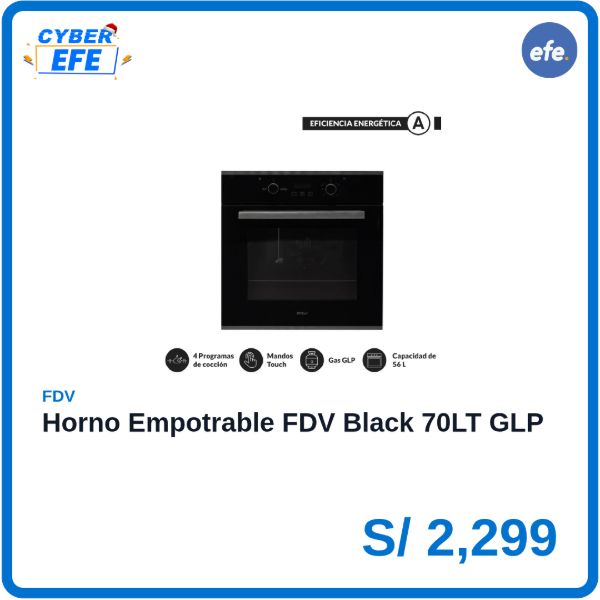 CYBER
EFE
efe.
EFICIENCIA ENERGÉTICA A
4 Programas
de cocción
Mandos
Touch
Gas GLP
Capacidad de
56 L
FDV
Horno Empotrable FDV Black 70LT GLP
S/ 2,299